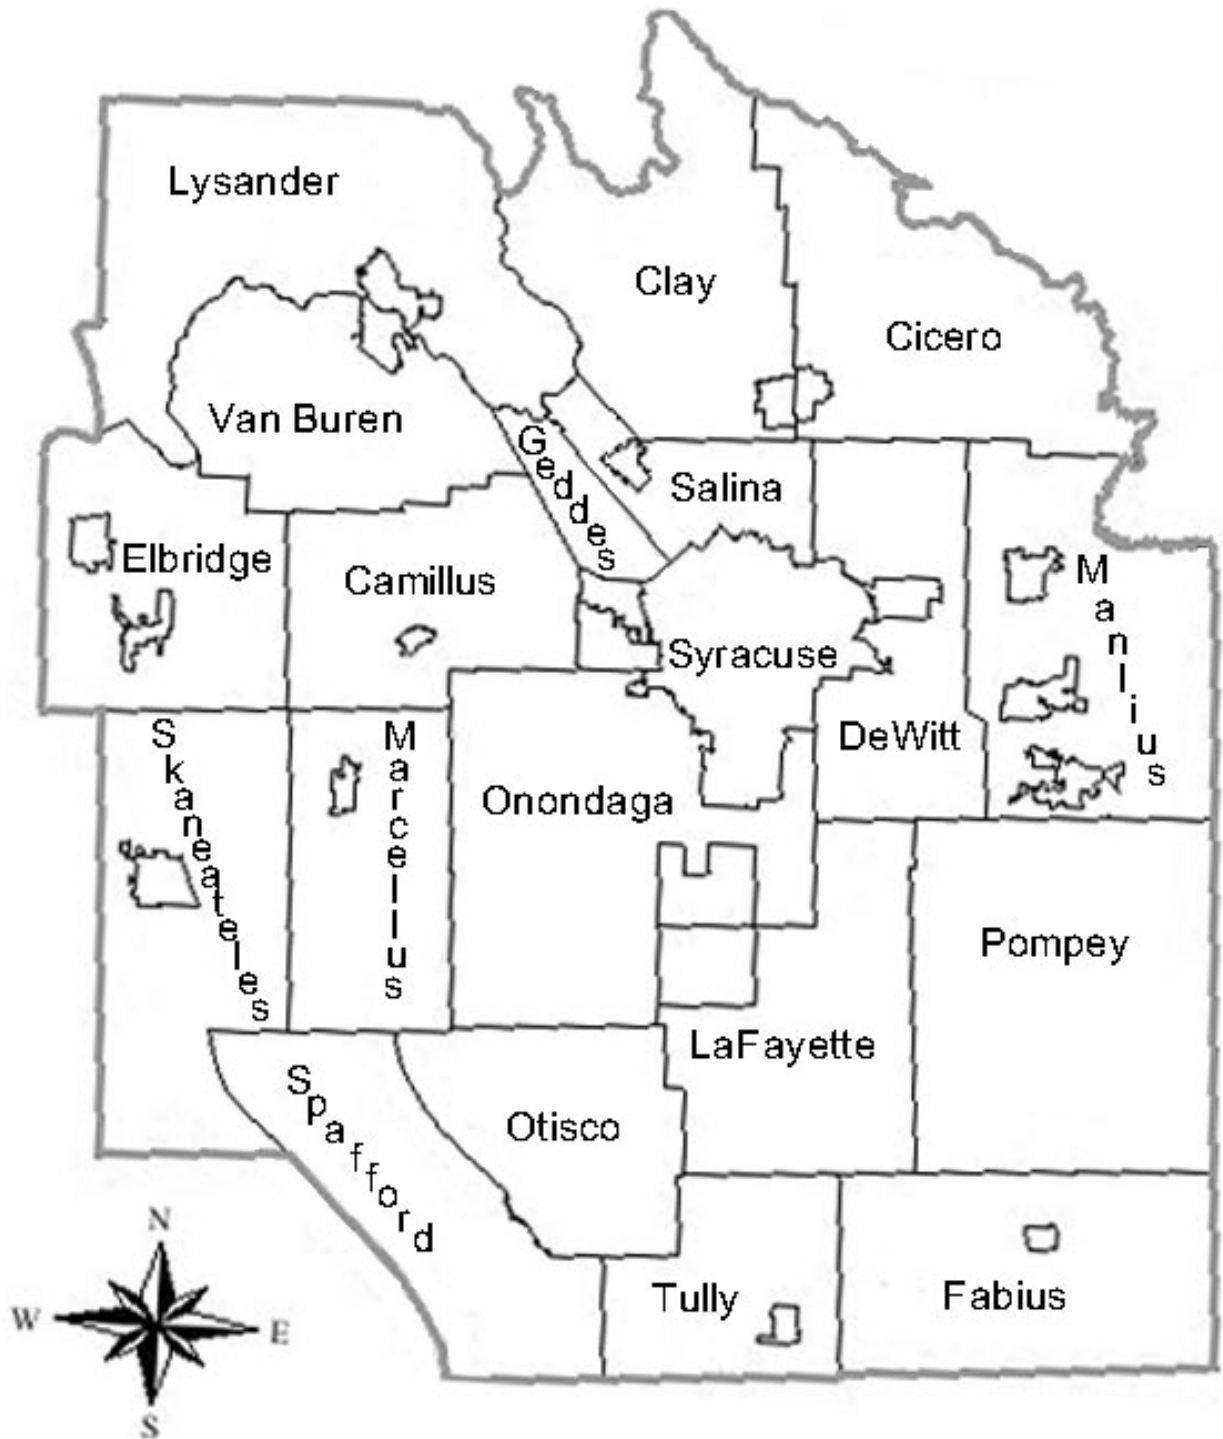 Lysander
Clay
Cicero
Van Buren
Geddes
Salina
Elbridge
Camillus
Manlius
Syracuse
Skaneateles
Marcellus
DeWitt
Onondaga
Pompey
LaFayette
Spafford
Otisco
Tully
Fabius
N
W
E
S